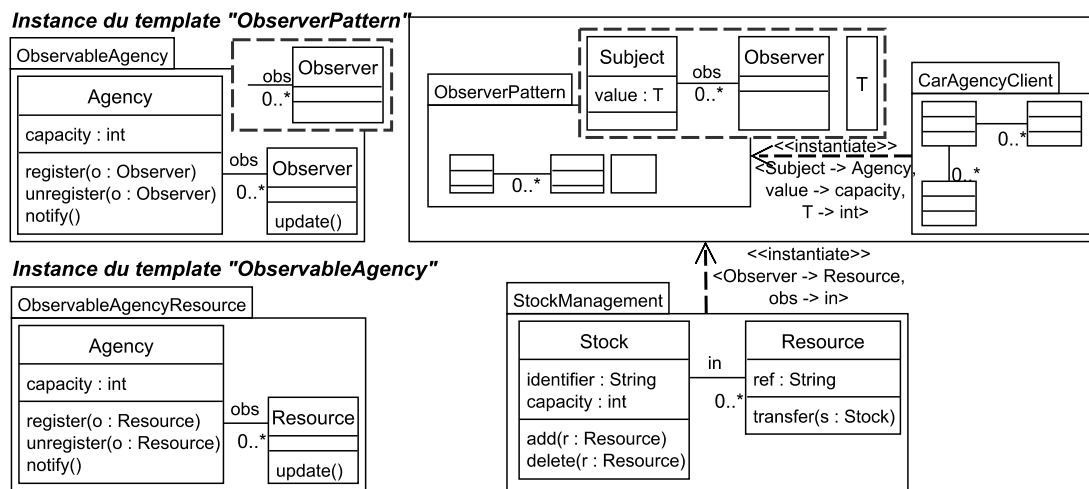 Instance du template "ObserverPattern"
ObservableAgency
obs
0..*
Observer
Agency
capacity : int
register(o : Observer)
unregister(o : Observer)
notify()
obs
0..*
Observer
update()
ObserverPattern
Subject
value : T
obs
0..*
Observer
T
0..*
CarAgencyClient
0..*
0..*
<<instantiate>>
<Subject -> Agency,
value -> capacity,
T -> int>
Instance du template "ObservableAgency"
ObservableAgencyResource
Agency
capacity : int
register(o : Resource)
unregister(o : Resource)
notify()
obs
0..*
Resource
update()
<<instantiate>>
<Observer -> Resource,
obs -> in>
StockManagement
Stock
identifier : String
capacity : int
add(r : Resource)
delete(r : Resource)
in
0..*
Resource
ref : String
transfer(s : Stock)